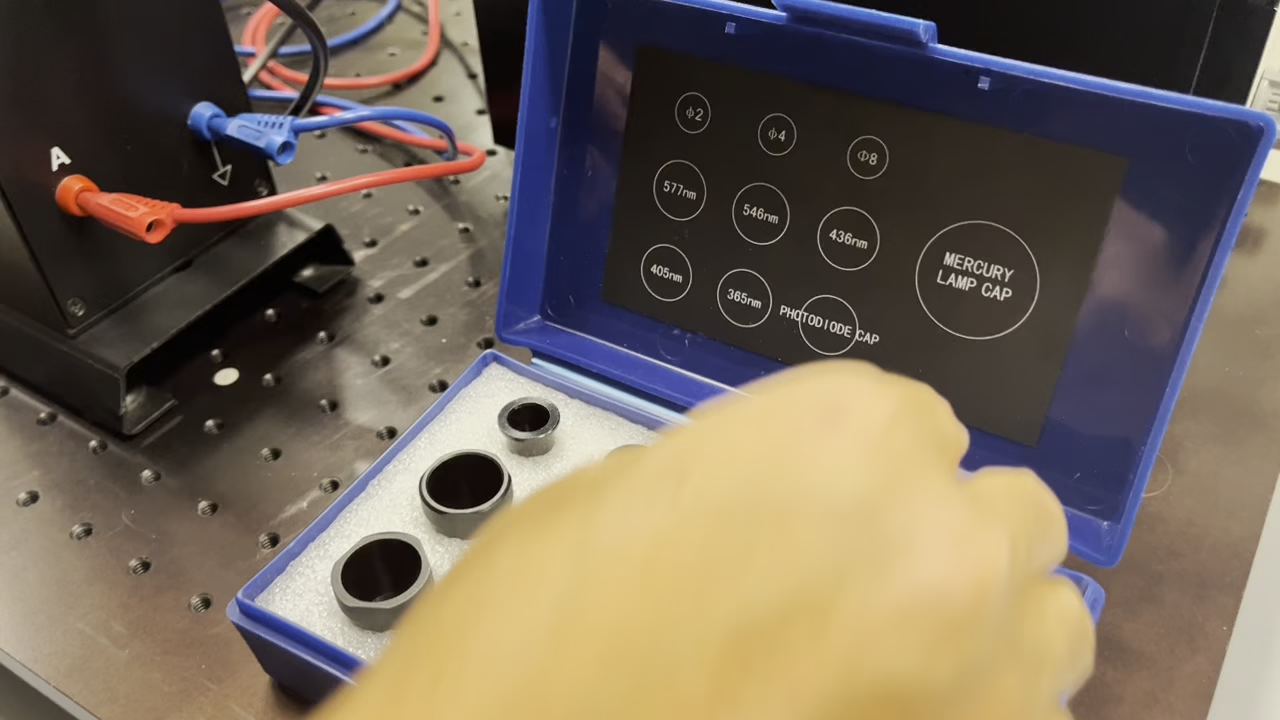 A
ϕ2
ϕ4
Φ8
577nm
546nm
436nm
405nm
365nm
PHOTODIODE CAP
MERCURY
LAMP CAP